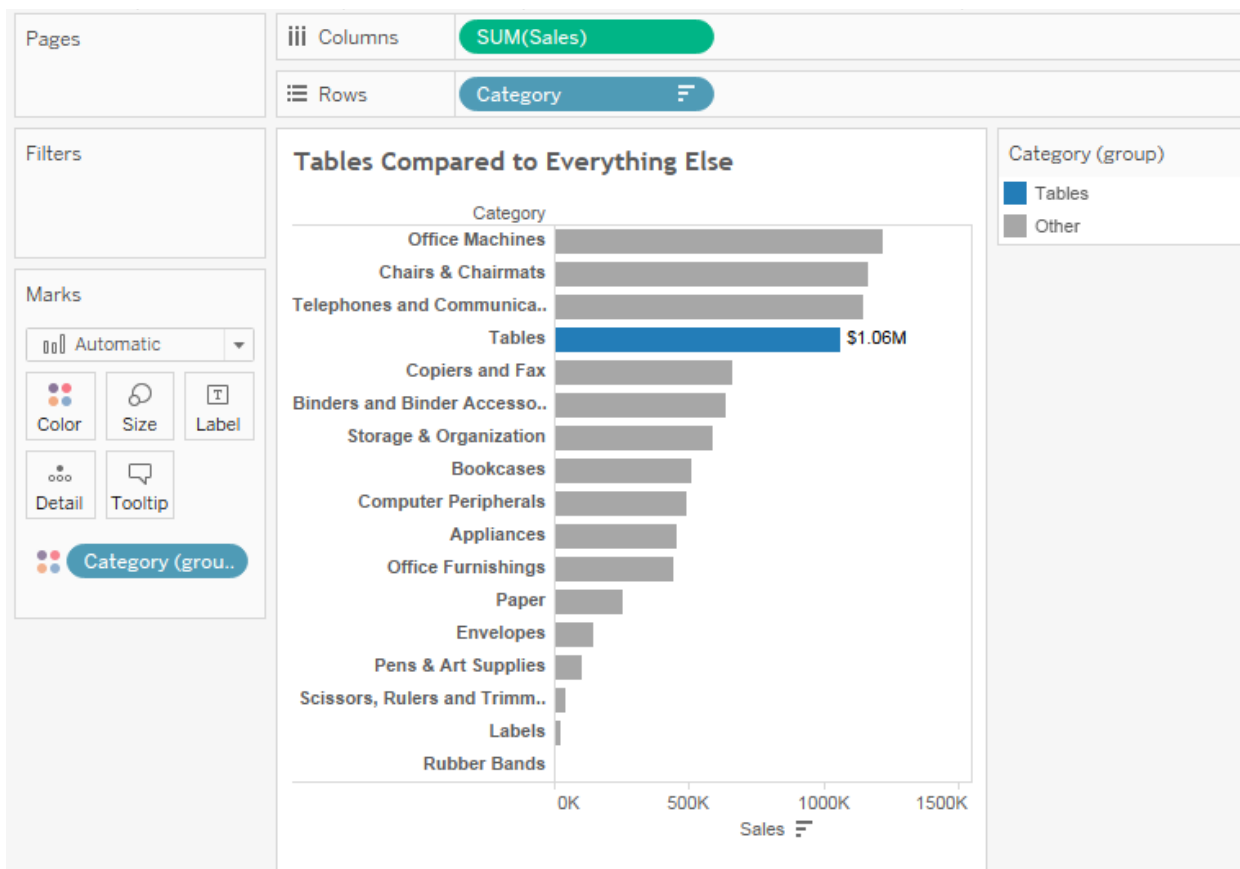 Pages
Columns
SUM(Sales)
Rows
Category
Filters
Tables Compared to Everything Else
Category (group)
Tables
Other
Category
Office Machines
Chairs & Chairmats
Telephones and Communica..
Tables
$1.06M
Copiers and Fax
Binders and Binder Accesso..
Storage & Organization
Bookcases
Computer Peripherals
Appliances
Office Furnishings
Paper
Envelopes
Pens & Art Supplies
Scissors, Rulers and Trimm..
Labels
Rubber Bands
0K 500K 1000K 1500K
Sales
Marks
Automatic
Color Size T Label
Detail Tooltip
Category (grou..